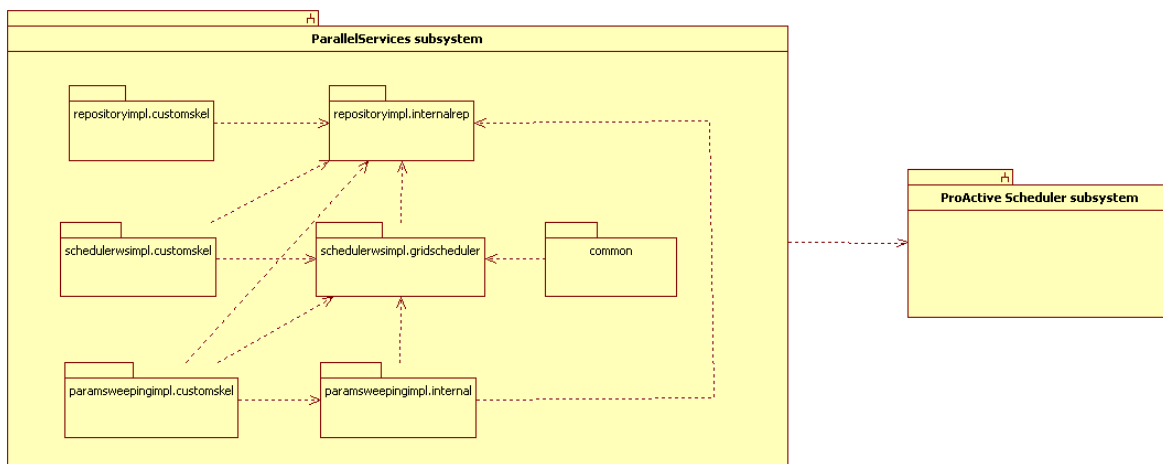 ParallelServices subsystem
repositoryimpl.customskel
repositoryimpl.internalrep
ProActive Scheduler subsystem
schedulerwsimpl.customskel
schedulerwsimpl.gridscheduler
common
paramsweepingimpl.customskel
paramsweepingimpl.internal